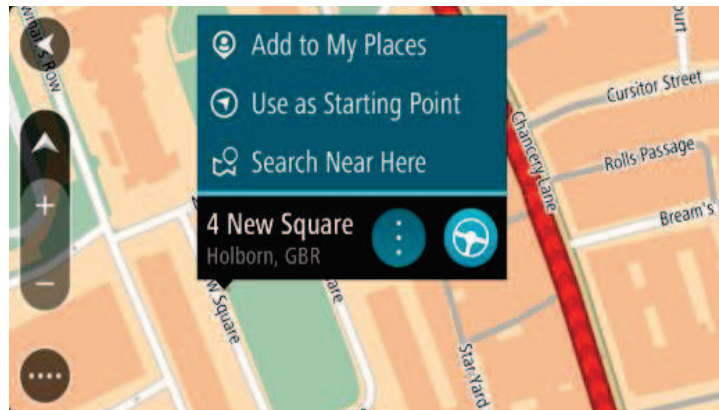 Add to My Places
Use as Starting Point
Search Near Here
4 New Square
Holborn, GBR
Row
Cursitor Street
Chancery Lane
Rolls Passage
Bream's
Square
Star Yard